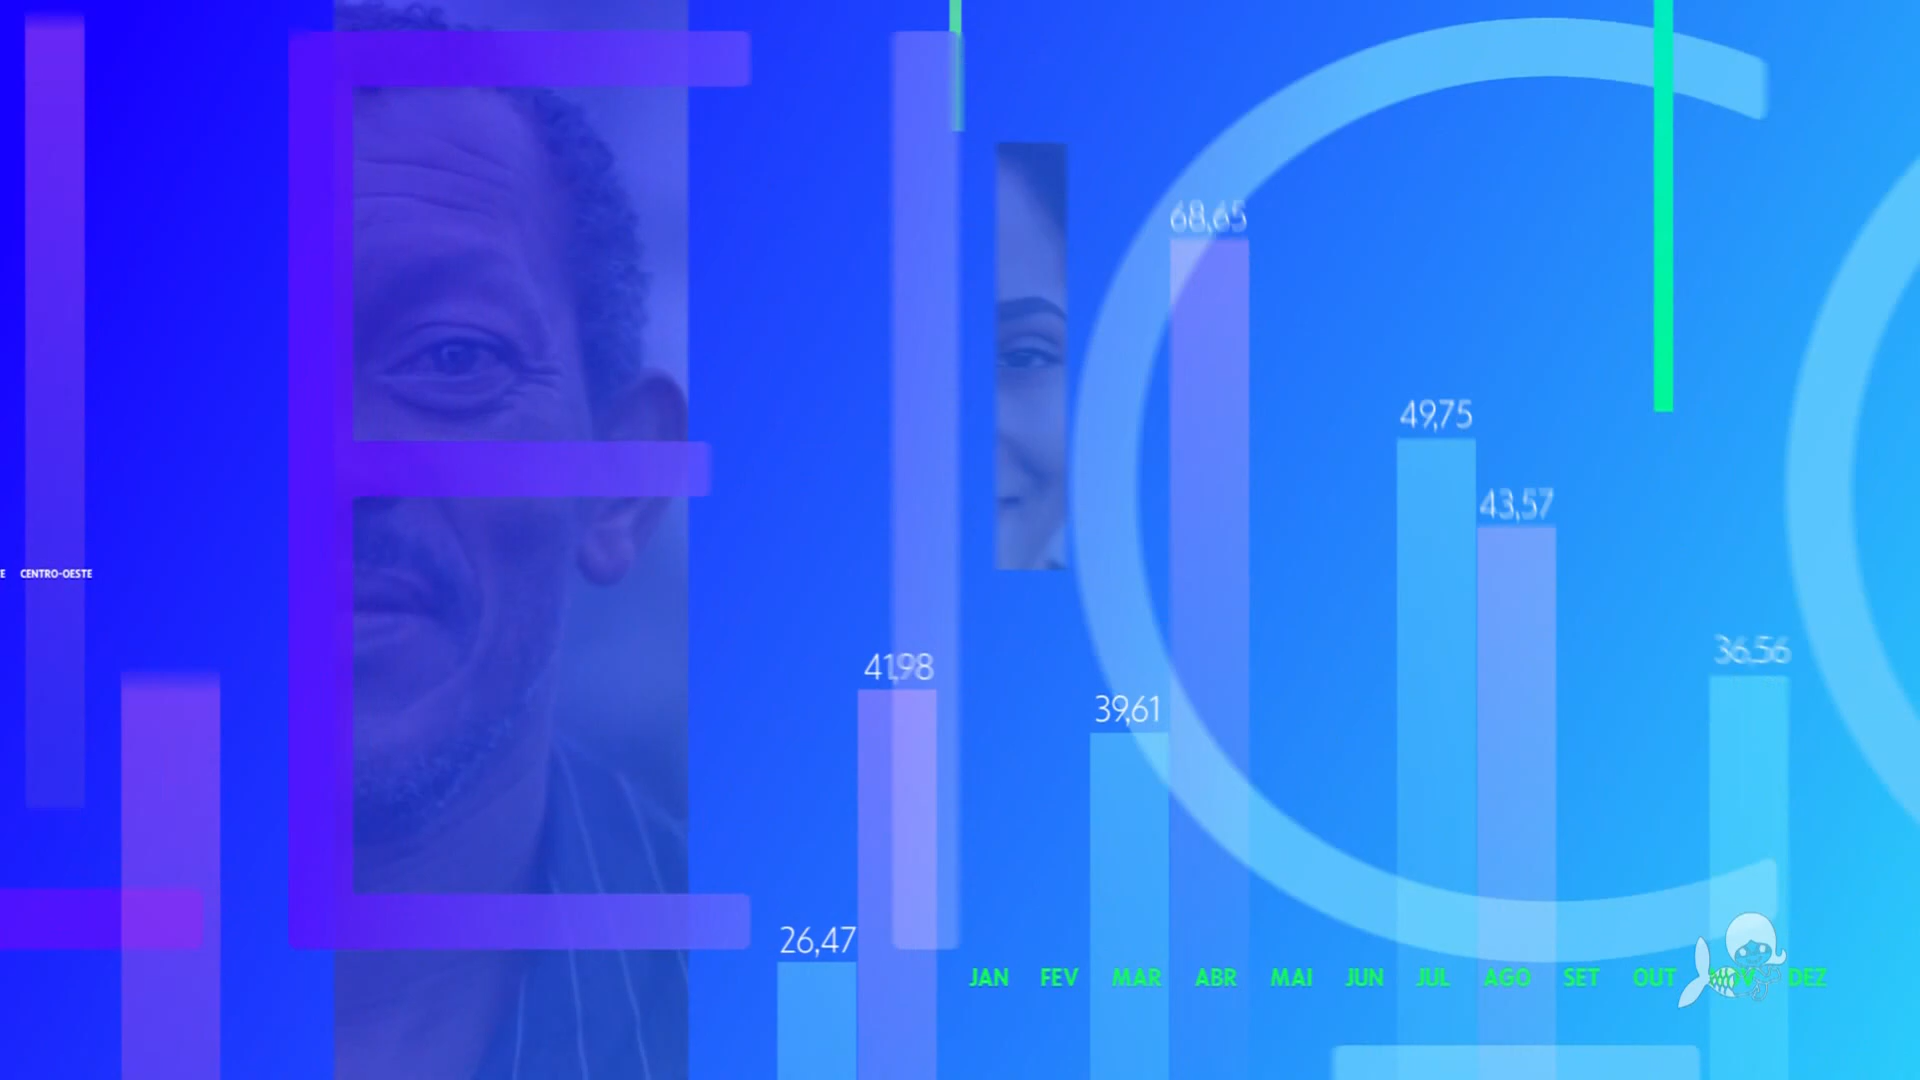 E I C
68,65
49,75
43,57
CENTRO-OESTE
36,56
41,98
39,61
26,47
JAN FEV MAR ABR MAI JUN JUL AGO SET OUT NOV DEZ